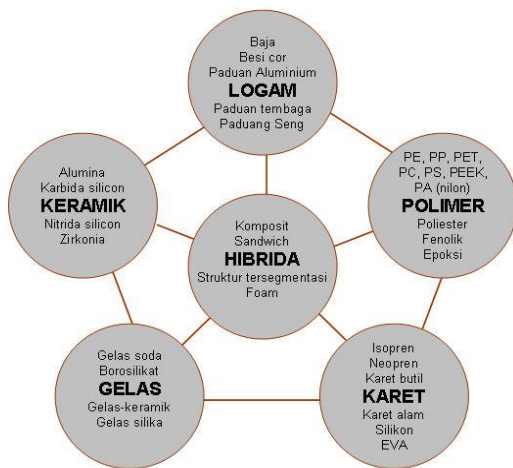 Baja
Besi cor
Paduan Aluminium
LOGAM
Paduan tembaga
Paduang Seng
Alumina
Karbida silicon
KERAMIK
Nitrida silicon
Zirkonia
PE, PP, PET,
PC, PS, PEEK,
PA (nilon)
POLIMER
Poliester
Fenolik
Epoksi
Komposit
Sandwich
HIBRIDA
Struktur tersegmentasi
Foam
Gelas soda
Borosilikat
GELAS
Gelas-keramik
Gelas silika
Isopren
Neopren
Karet butil
KARET
Karet alam
Silikon
EVA